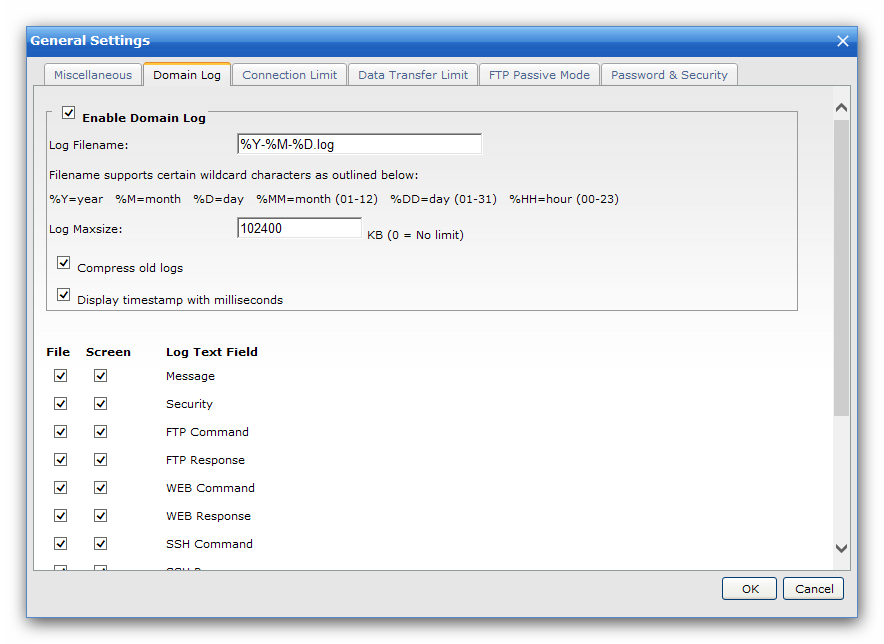 General Settings
Miscellaneous Domain Log Connection Limit Data Transfer Limit FTP Passive Mode Password & Security
Enable Domain Log
Log Filename: %Y-%M-%D.log
Filename supports certain wildcard characters as outlined below:
%Y=year %M=month %D=day %MM=month (01-12) %DD=day (01-31) %HH=hour (00-23)
Log Maxsize: 102400 KB (0 = No limit)
Compress old logs
Display timestamp with milliseconds
File Screen Log Text Field
Message
Security
FTP Command
FTP Response
WEB Command
WEB Response
SSH Command
OK Cancel